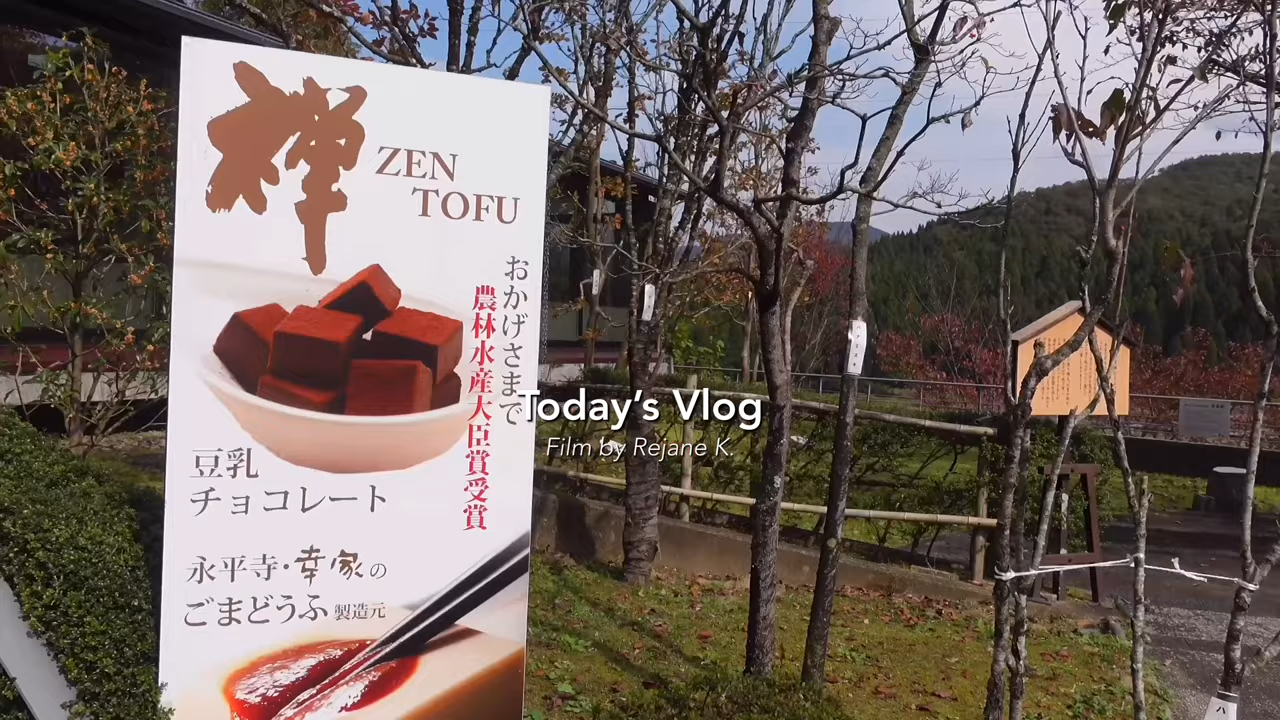 禅
ZEN
TOFU
おかげさまで
農林水産大臣賞受賞
豆乳
チョコレート
永平寺・幸家の
ごまどうふ 製造元
Today's Vlog
Film by Rejane K.